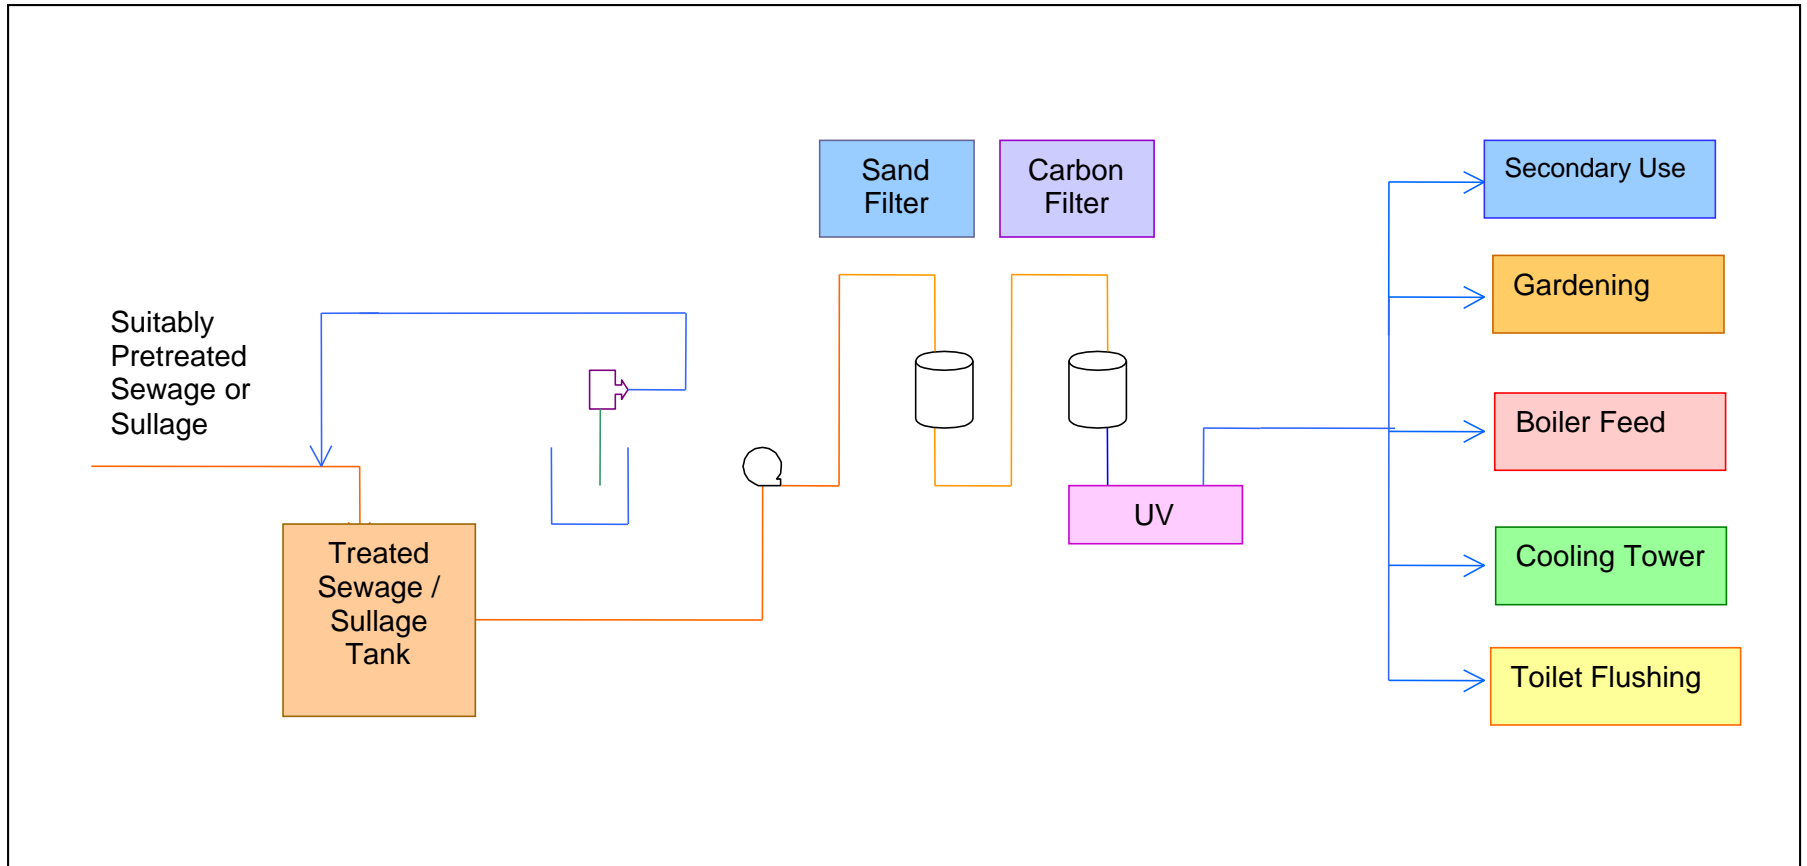 Suitably
Pretreated
Sewage or
Sullage
Treated
Sewage /
Sullage
Tank
Sand
Filter
Carbon
Filter
UV
Secondary Use
Gardening
Boiler Feed
Cooling Tower
Toilet Flushing